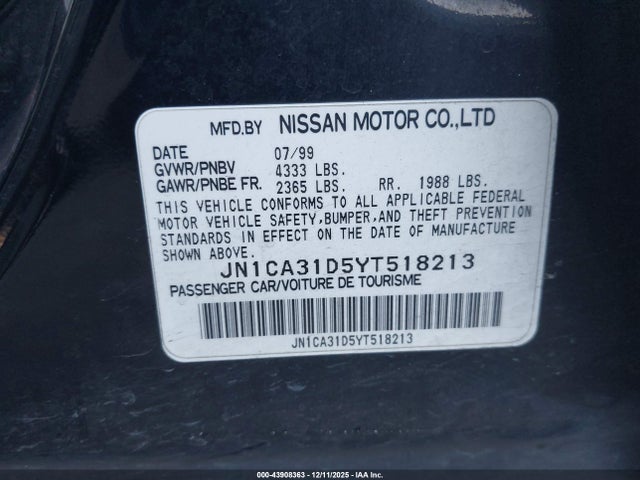 MFD.BY NISSAN MOTOR CO.,LTD
DATE 07/99
GVWR/PNBV 4333 LBS.
GAWR/PNBE FR. 2365 LBS. RR. 1988 LBS.
THIS VEHICLE CONFORMS TO ALL APPLICABLE FEDERAL
MOTOR VEHICLE SAFETY,BUMPER,AND THEFT PREVENTION
STANDARDS IN EFFECT ON THE DATE OF MANUFACTURE
SHOWN ABOVE.
JN1CA31D5YT518213
PASSENGER CAR/VOITURE DE TOURISME
JN1CA31D5YT518213
000-43908363 - 12/11/2025 - IAA Inc.